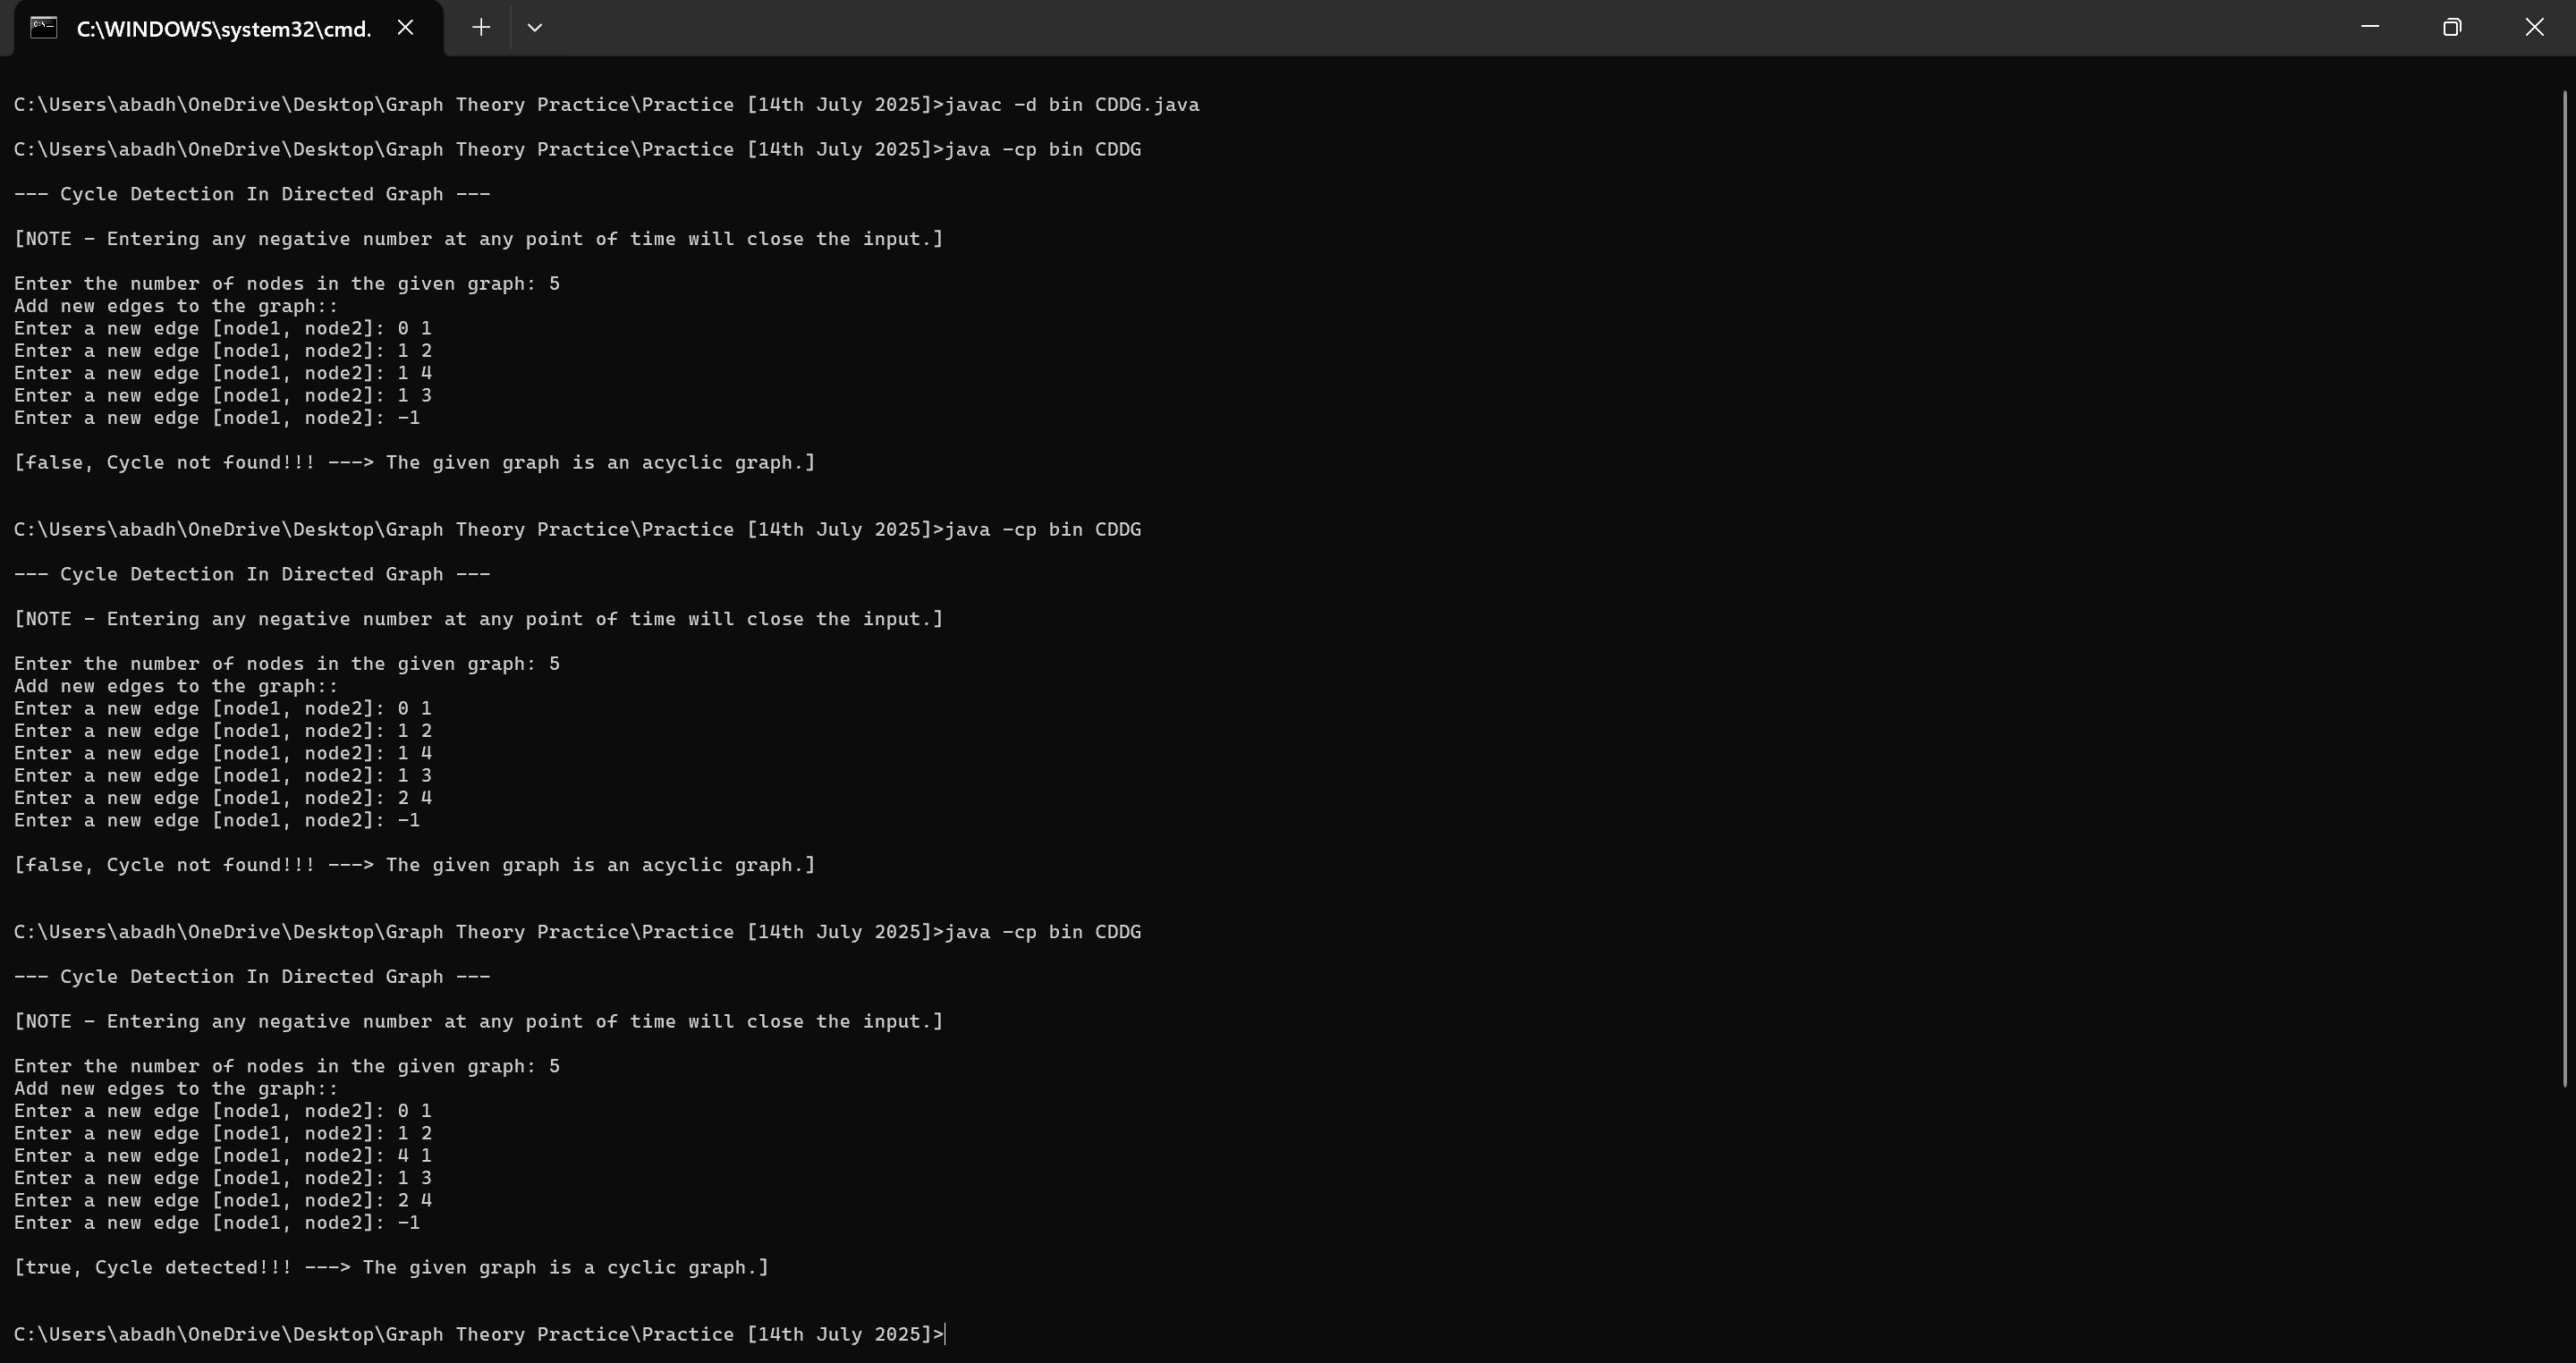 C:\WINDOWS\system32\cmd.
C:\Users\abadh\OneDrive\Desktop\Graph Theory Practice\Practice [14th July 2025]>javac -d bin CDDG.java
C:\Users\abadh\OneDrive\Desktop\Graph Theory Practice\Practice [14th July 2025]>java -cp bin CDDG
--- Cycle Detection In Directed Graph ---
[NOTE - Entering any negative number at any point of time will close the input.]
Enter the number of nodes in the given graph: 5
Add new edges to the graph::
Enter a new edge [node1, node2]: 0 1
Enter a new edge [node1, node2]: 1 2
Enter a new edge [node1, node2]: 1 4
Enter a new edge [node1, node2]: 1 3
Enter a new edge [node1, node2]: -1
[false, Cycle not found!!! ---> The given graph is an acyclic graph.]
C:\Users\abadh\OneDrive\Desktop\Graph Theory Practice\Practice [14th July 2025]>java -cp bin CDDG
--- Cycle Detection In Directed Graph ---
[NOTE - Entering any negative number at any point of time will close the input.]
Enter the number of nodes in the given graph: 5
Add new edges to the graph::
Enter a new edge [node1, node2]: 0 1
Enter a new edge [node1, node2]: 1 2
Enter a new edge [node1, node2]: 1 4
Enter a new edge [node1, node2]: 1 3
Enter a new edge [node1, node2]: 2 4
Enter a new edge [node1, node2]: -1
[false, Cycle not found!!! ---> The given graph is an acyclic graph.]
C:\Users\abadh\OneDrive\Desktop\Graph Theory Practice\Practice [14th July 2025]>java -cp bin CDDG
--- Cycle Detection In Directed Graph ---
[NOTE - Entering any negative number at any point of time will close the input.]
Enter the number of nodes in the given graph: 5
Add new edges to the graph::
Enter a new edge [node1, node2]: 0 1
Enter a new edge [node1, node2]: 1 2
Enter a new edge [node1, node2]: 4 1
Enter a new edge [node1, node2]: 1 3
Enter a new edge [node1, node2]: 2 4
Enter a new edge [node1, node2]: -1
[true, Cycle detected!!! ---> The given graph is a cyclic graph.]
C:\Users\abadh\OneDrive\Desktop\Graph Theory Practice\Practice [14th July 2025]>